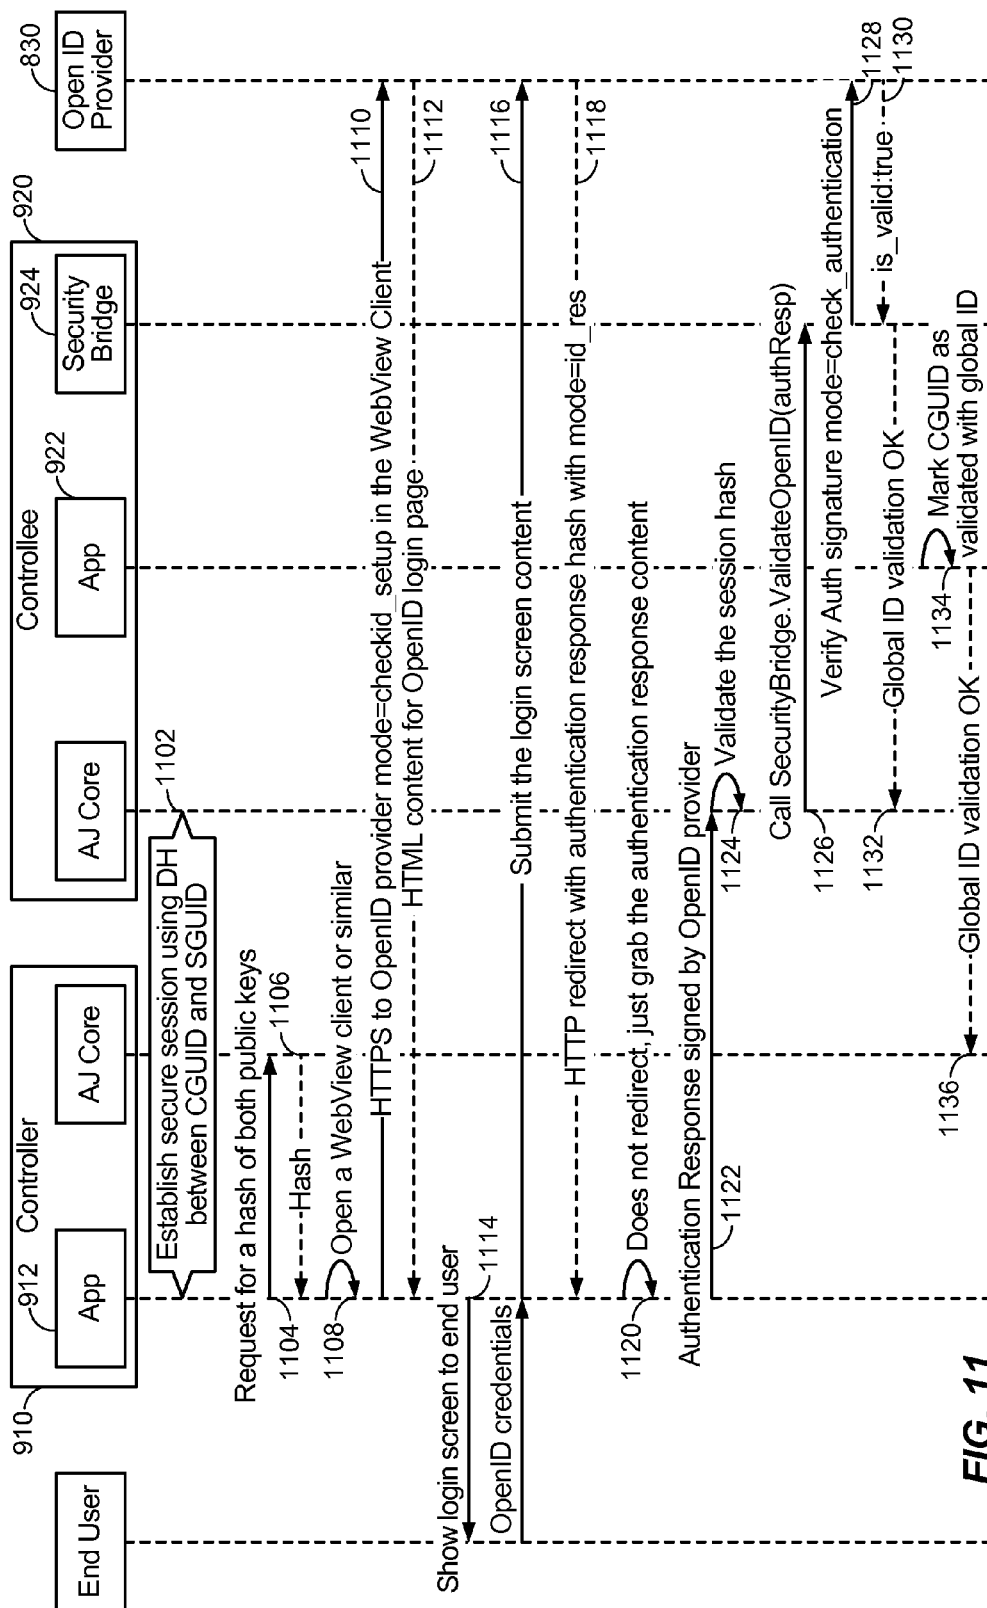 End User
910
Controller
912
App
AJ Core
Controllee
920
AJ Core
922
App
924
Security
Bridge
830
Open ID
Provider
Establish secure session using DH
between CGUID and SGUID
1102
Request for a hash of both public keys
1104
Hash
1106
Open a WebView client or similar
1108
HTTPS to OpenID provider mode=checkid_setup in the WebView Client
1110
HTML content for OpenID login page
1112
Show login screen to end user
1114
OpenID credentials
Submit the login screen content
1116
HTTP redirect with authentication response hash with mode=id_res
1118
Does not redirect, just grab the authentication response content
1120
Authentication Response signed by OpenID provider
1122
Validate the session hash
1124
Call SecurityBridge.ValidateOpenID(authResp)
1126
Verify Auth signature mode=check_authentication
1128
is_valid:true
1130
Global ID validation OK
1132
Mark CGUID as
validated with global ID
1134
Global ID validation OK
1136
FIG. 11